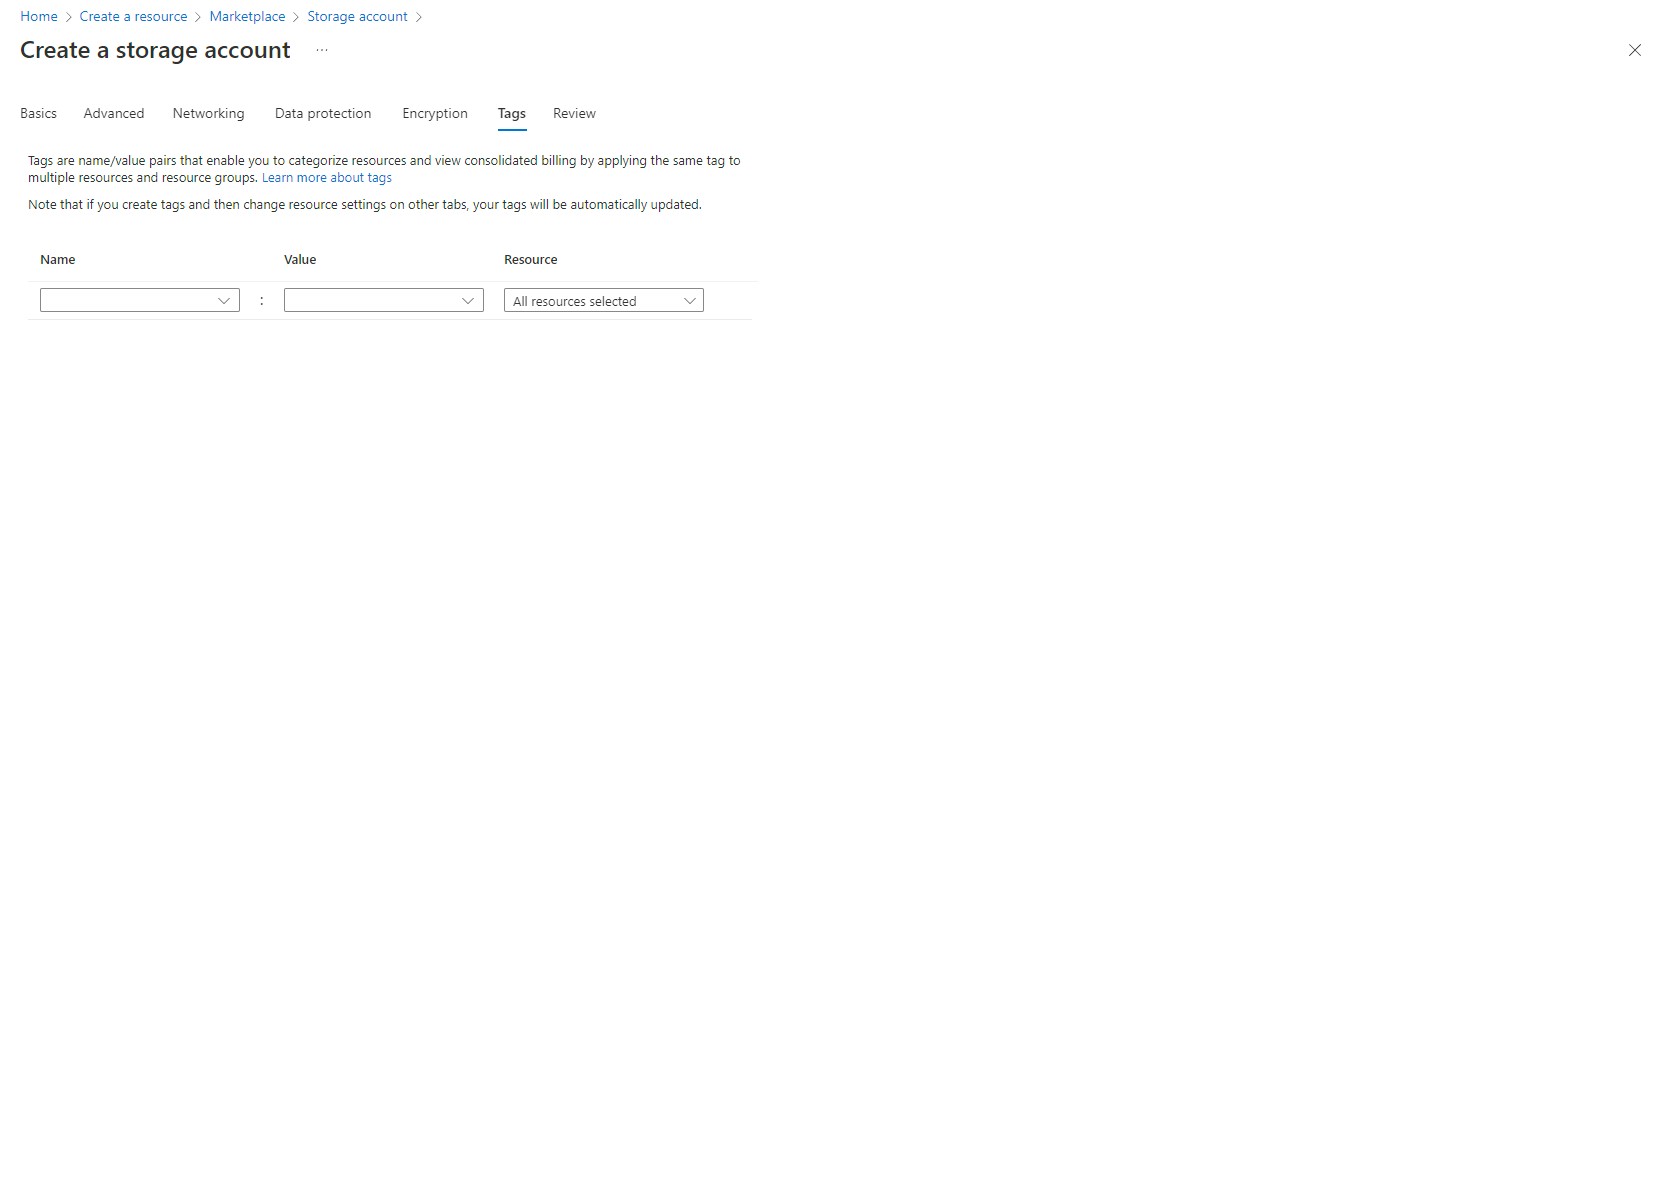 Home > Create a resource > Marketplace > Storage account >
Create a storage account ...
Basics Advanced Networking Data protection Encryption Tags Review
Tags are name/value pairs that enable you to categorize resources and view consolidated billing by applying the same tag to
multiple resources and resource groups. Learn more about tags
Note that if you create tags and then change resource settings on other tabs, your tags will be automatically updated.
Name Value Resource
: All resources selected